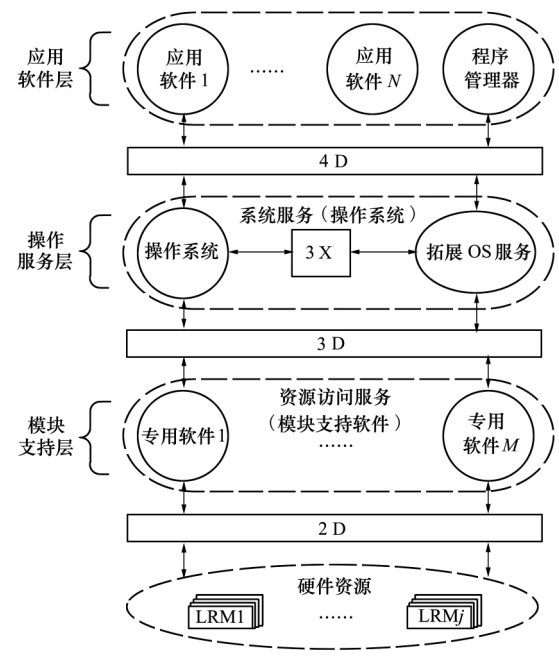 应用
软件层
应用
软件1
……
应用
软件N
程序
管理器
4 D
操作
服务层
系统服务（操作系统）
操作系统
3 X
拓展OS服务
3 D
模块
支持层
资源访问服务
（模块支持软件）
专用软件1
……
专用
软件M
2 D
硬件资源
LRM1
……
LRMj